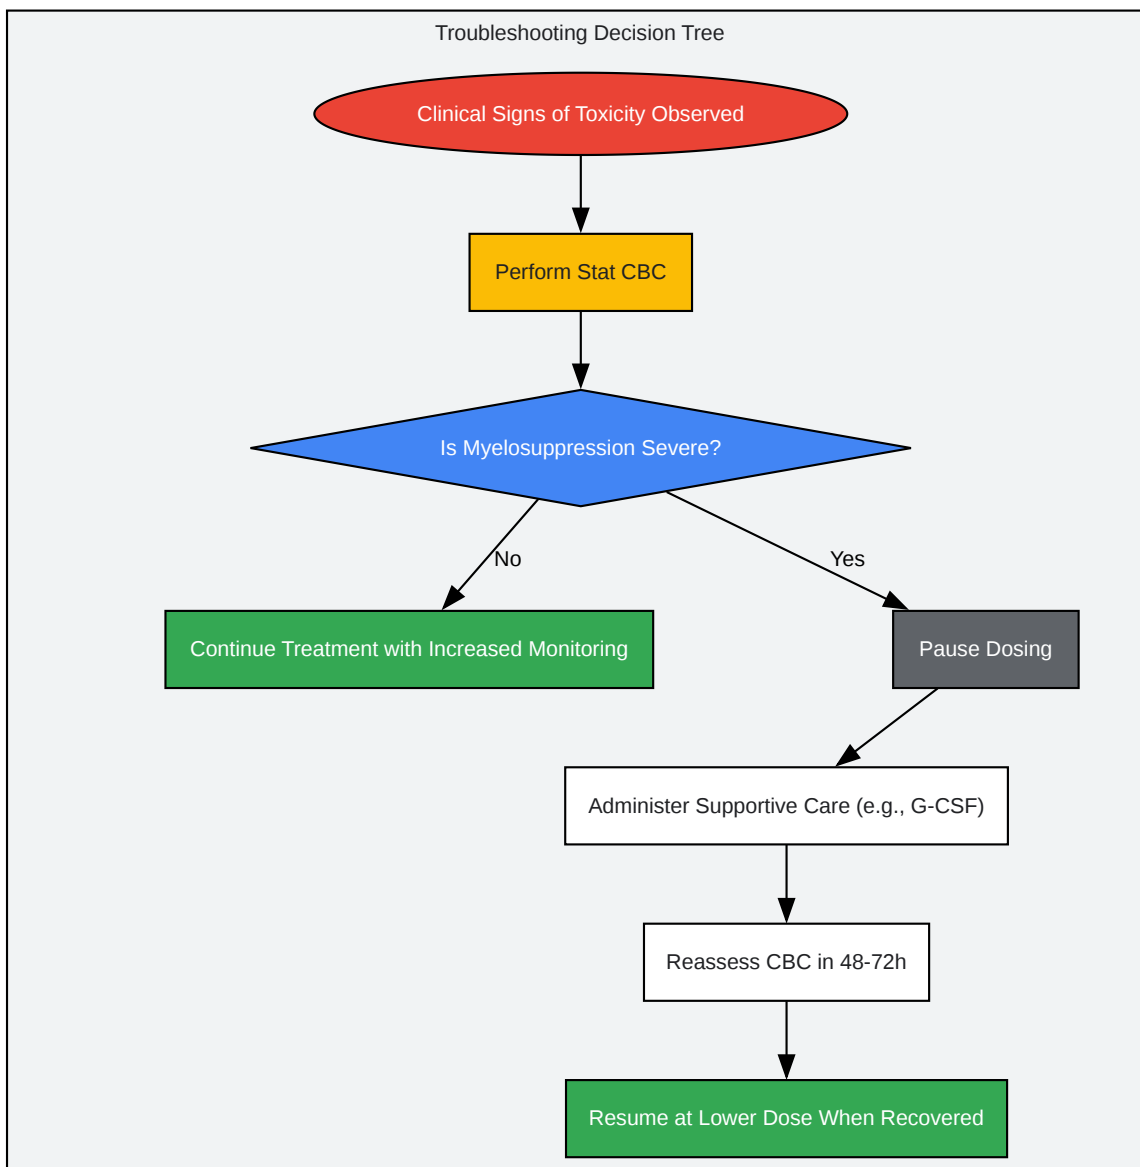 Troubleshooting Decision Tree
Clinical Signs of Toxicity Observed
Perform Stat CBC
Is Myelosuppression Severe?
No
Yes
Continue Treatment with Increased Monitoring
Pause Dosing
Administer Supportive Care (e.g., G-CSF)
Reassess CBC in 48-72h
Resume at Lower Dose When Recovered